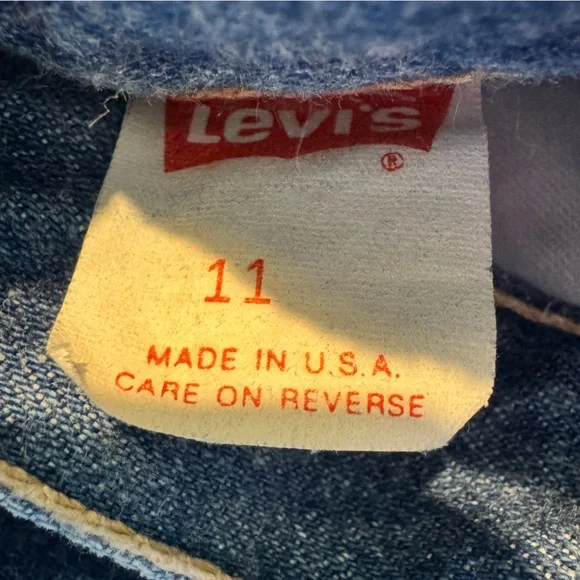 Levi's
®
11
MADE IN U.S.A.
CARE ON REVERSE